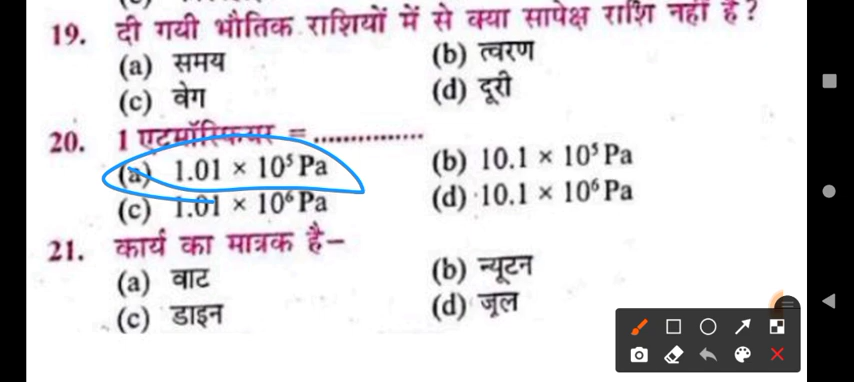 19. दी गयी भौतिक राशियों में से क्या सापेक्ष राशि नहीं है?
(a) समय (b) त्वरण
(c) वेग (d) दूरी
20. 1 एटमॉस्फियर = ..............
(a) 1.01 × 10⁵ Pa (b) 10.1 × 10⁵ Pa
(c) 1.01 × 10⁶ Pa (d) 10.1 × 10⁶ Pa
21. कार्य का मात्रक है–
(a) वाट (b) न्यूटन
(c) डाइन (d) जूल